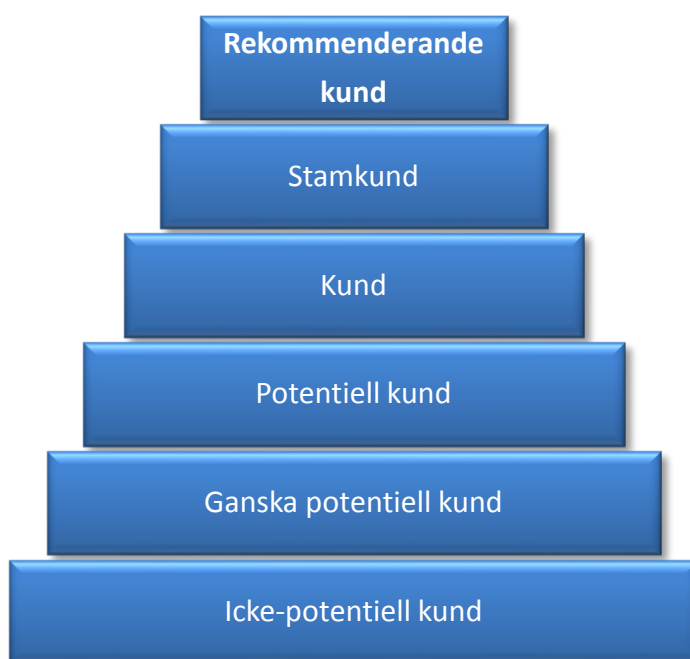 Rekommenderande
kund
Stamkund
Kund
Potentiell kund
Ganska potentiell kund
Icke-potentiell kund